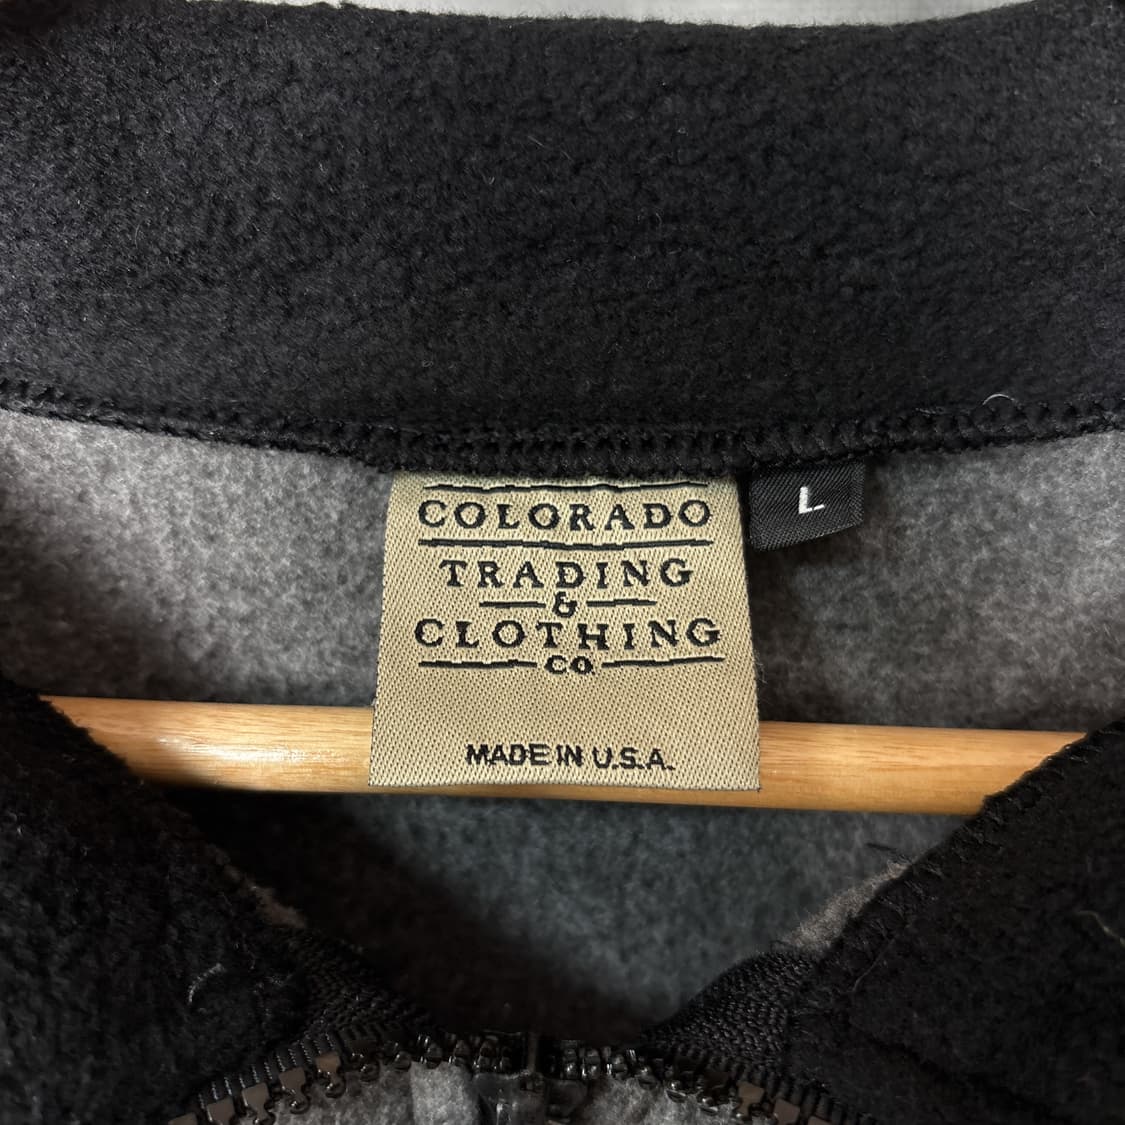 COLORADO
TRADING
&
CLOTHING
CO.
MADE IN U.S.A.
L